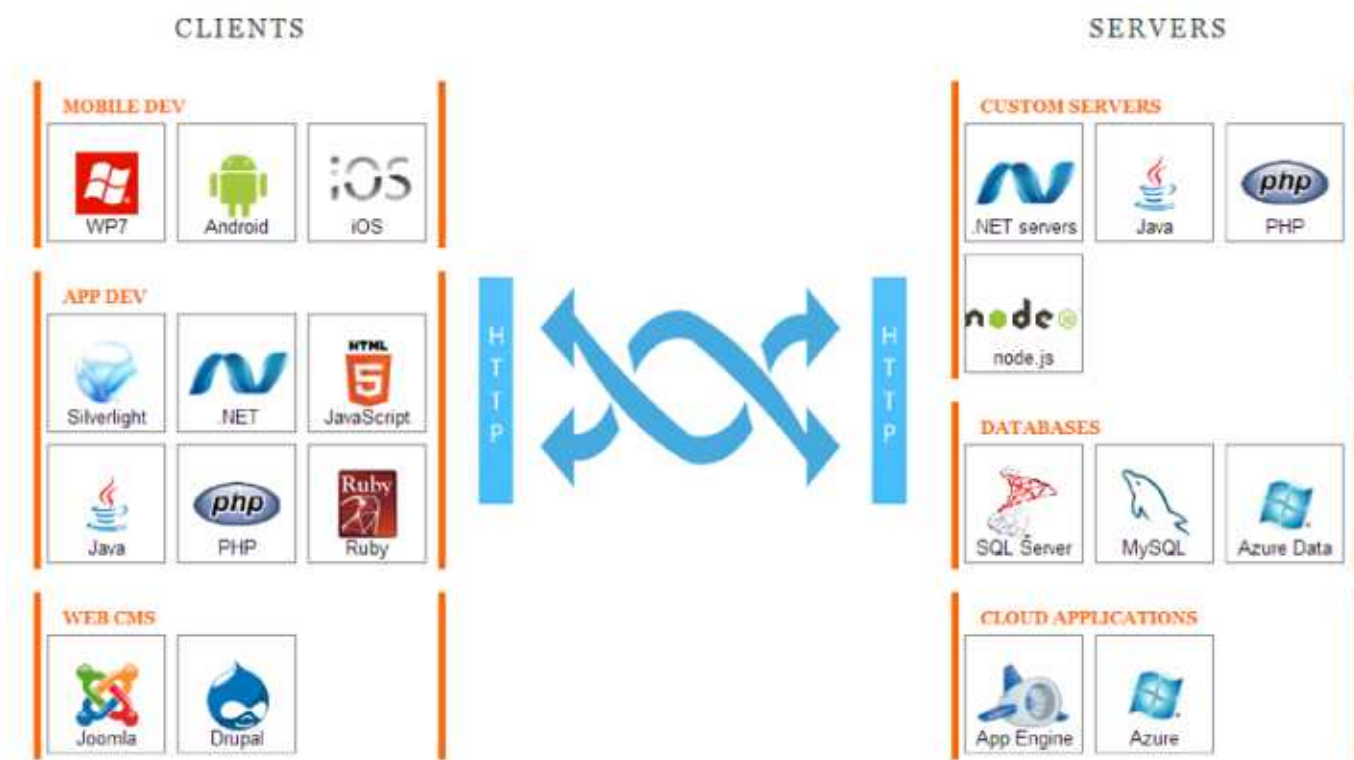 CLIENTS
SERVERS
MOBILE DEV
iOS
WP7
Android
iOS
APP DEV
HTML
5
Silverlight
.NET
JavaScript
php
Ruby
Java
PHP
Ruby
WEB CMS
Joomla
Drupal
HTTP
HTTP
CUSTOM SERVERS
php
.NET servers
Java
PHP
node js
node.js
DATABASES
SQL Server
MySQL
Azure Data
CLOUD APPLICATIONS
App Engine
Azure